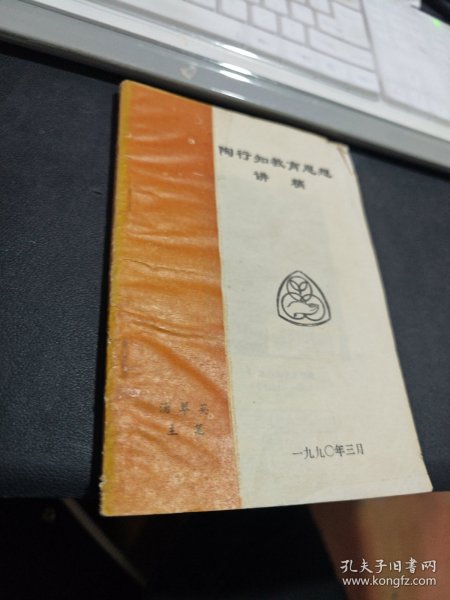 陶行知教育思想
讲 稿
主
一九九〇年三月
孔夫子旧书网
www.kongfz.com